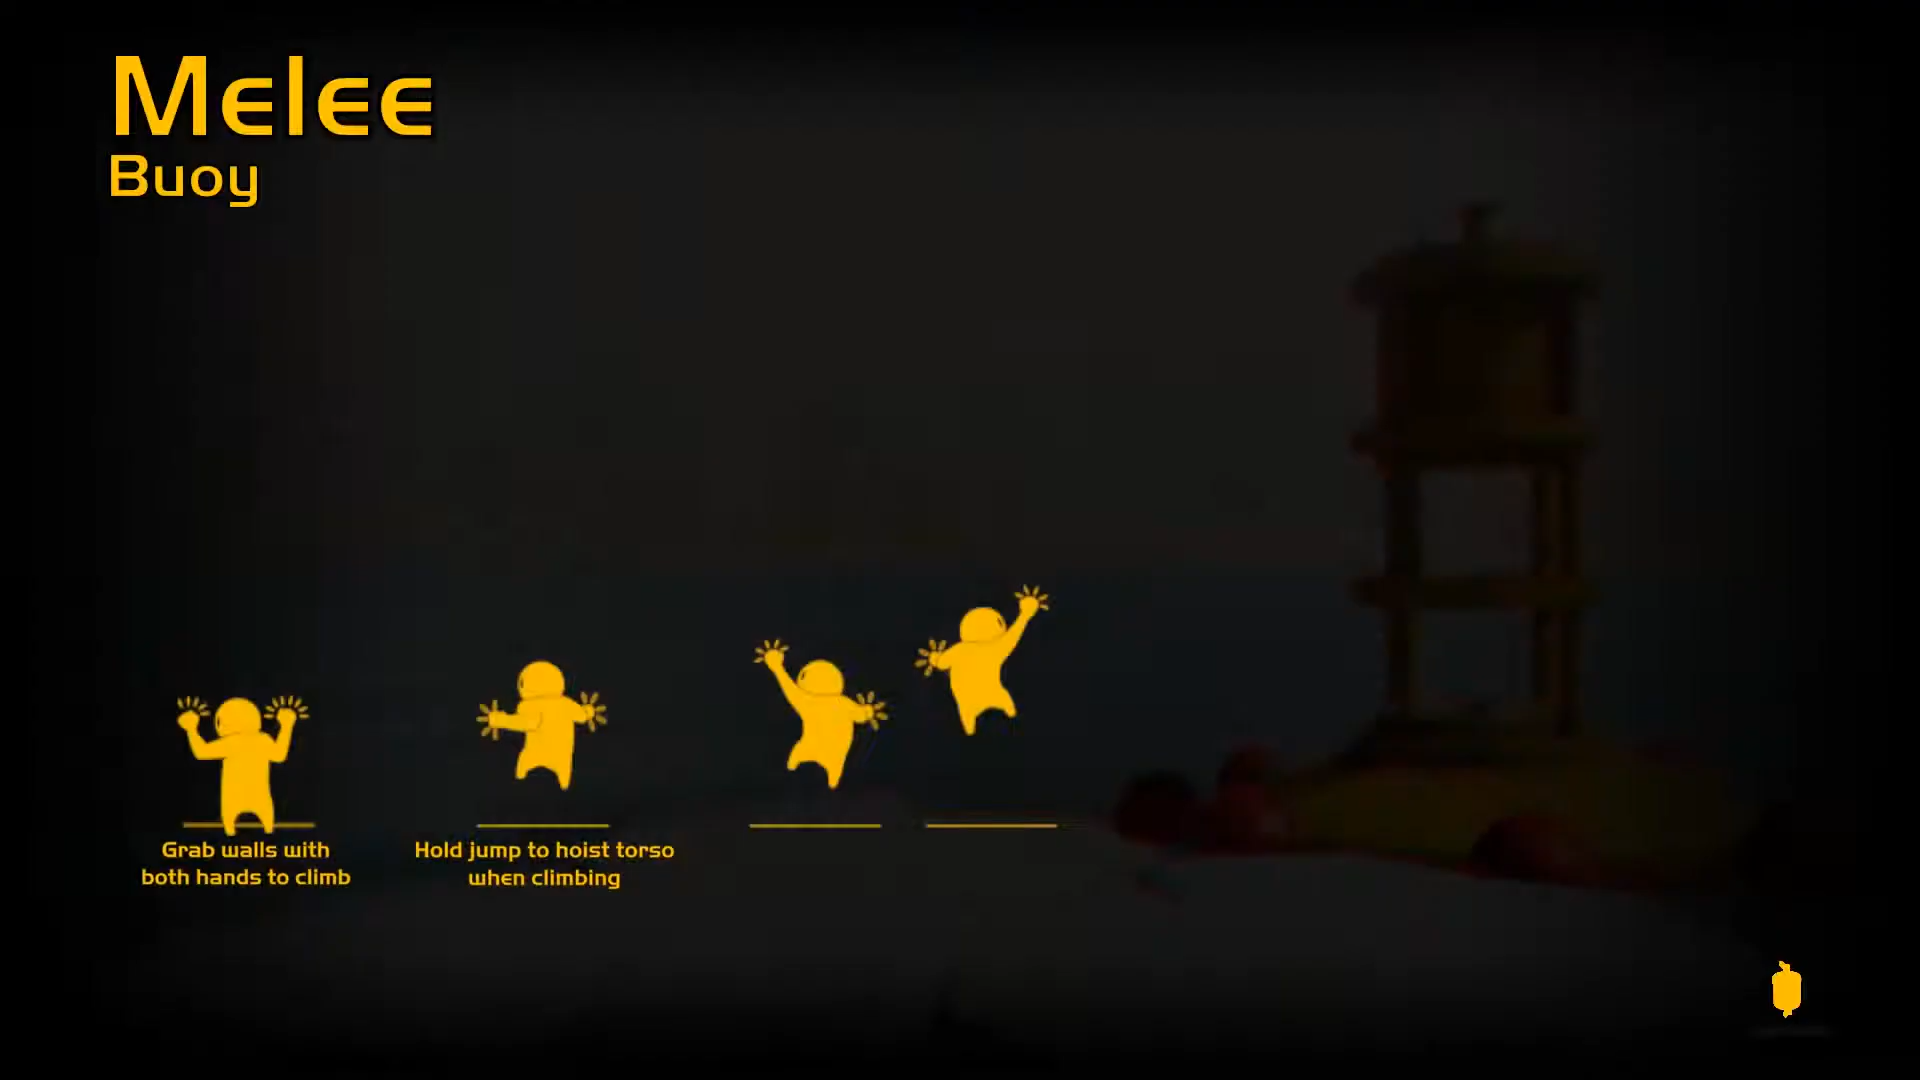 Melee
Buoy
Grab walls with
both hands to climb
Hold jump to hoist torso
when climbing